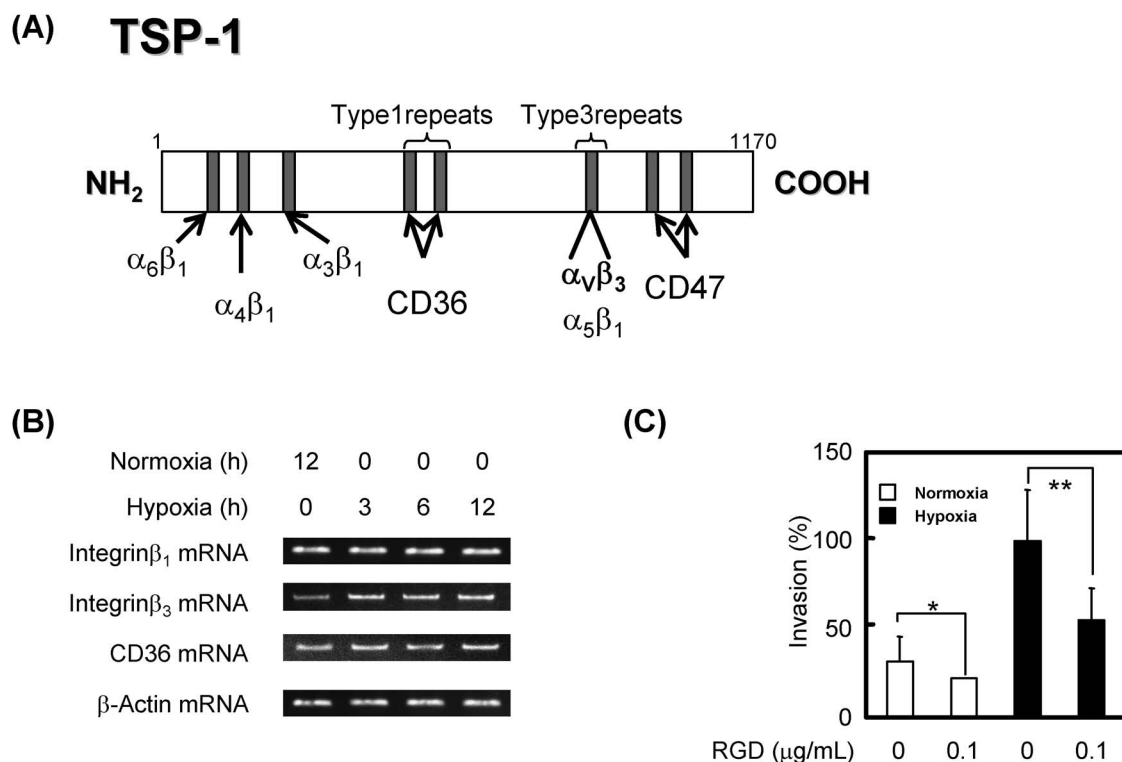 (A) TSP-1
Type1repeats Type3repeats
1 1170
NH₂ COOH
α₆β₁ α₃β₁ αᵥβ₃ CD47
α₄β₁ CD36 α₅β₁
(B)
Normoxia (h) 12 0 0 0
Hypoxia (h) 0 3 6 12
Integrinβ₁ mRNA
Integrinβ₃ mRNA
CD36 mRNA
β-Actin mRNA
(C)
Invasion (%)
150
100
50
0
Normoxia
Hypoxia
*
**
RGD (μg/mL) 0 0.1 0 0.1